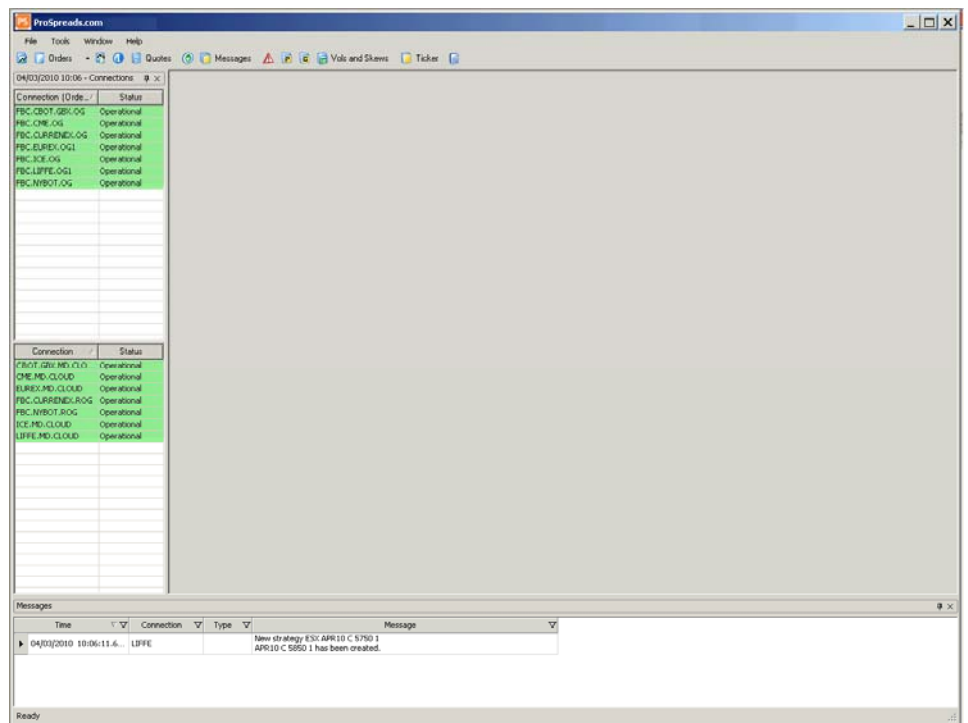 ProSpreads.com
File Tools Window Help
Orders Quotes Messages Vols and Skews Ticker
04/03/2010 10:06 - Connections
Connection (Orde... Status
FBC.CBOT.GBX.OG Operational
FBC.CME.OG Operational
FBC.CURRENEX.OG Operational
FBC.EUREX.OG1 Operational
FBC.ICE.OG Operational
FBC.LIFFE.OG1 Operational
FBC.NYBOT.OG Operational
Connection Status
CBOT.GBX.MD.CLO Operational
CME.MD.CLOUD Operational
EUREX.MD.CLOUD Operational
FBC.CURRENEX.ROG Operational
FBC.NYBOT.ROG Operational
ICE.MD.CLOUD Operational
LIFFE.MD.CLOUD Operational
Messages
Time Connection Type Message
04/03/2010 10:06:11.6... LIFFE New strategy ESX APR10 C 5750 1
APR10 C 5850 1 has been created.
Ready